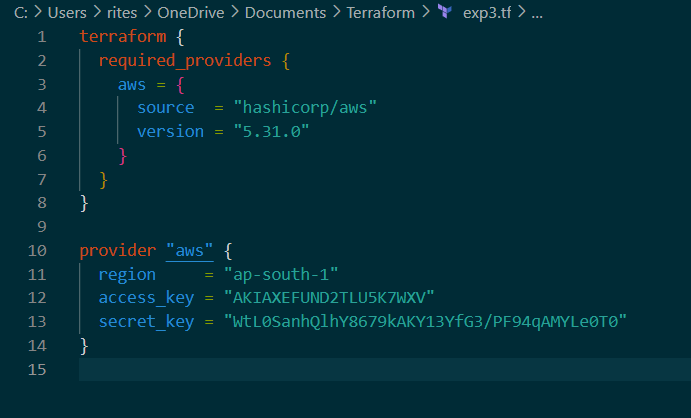 C: > Users > rites > OneDrive > Documents > Terraform > exp3.tf > ...
1 terraform {
2 required_providers {
3 aws = {
4 source = "hashicorp/aws"
5 version = "5.31.0"
6 }
7 }
8 }
9
10 provider "aws" {
11 region = "ap-south-1"
12 access_key = "AKIAXEFUND2TLU5K7WXV"
13 secret_key = "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"
14 }
15